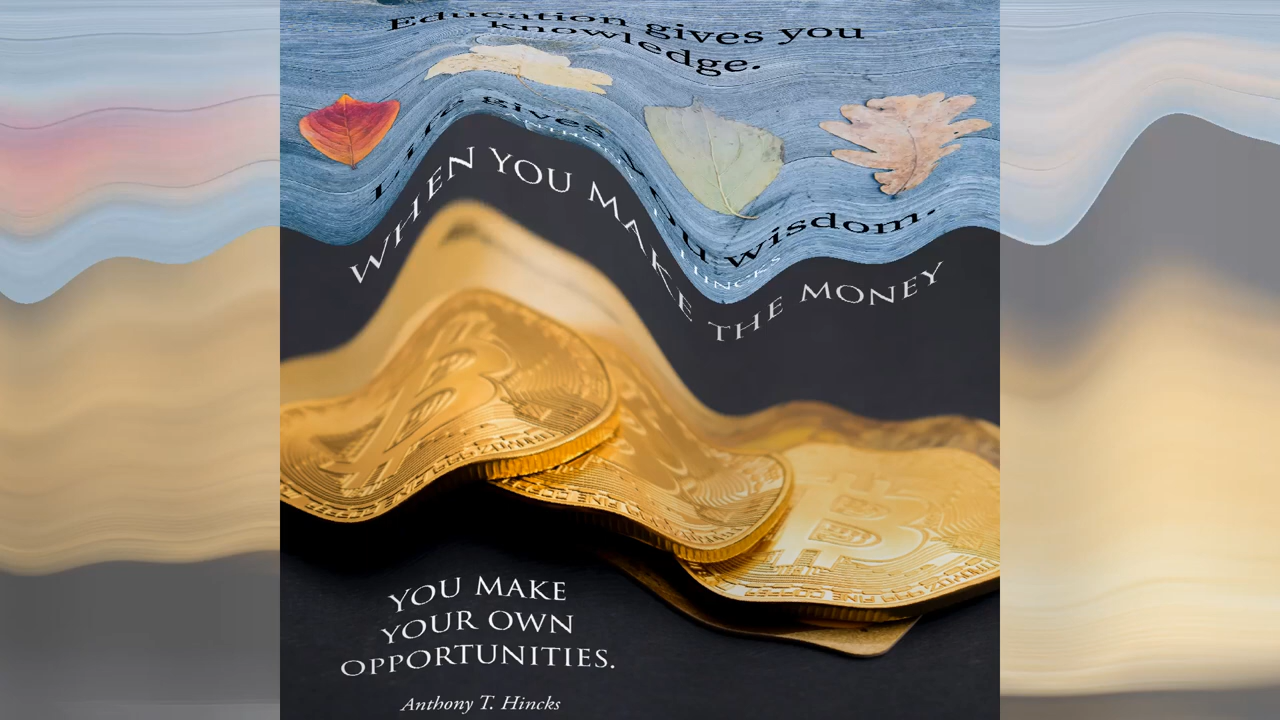 Education gives you
knowledge.
gives you wisdom.
HINCKS
WHEN YOU MAKE THE MONEY
YOU MAKE
YOUR OWN
OPPORTUNITIES.
Anthony T. Hincks